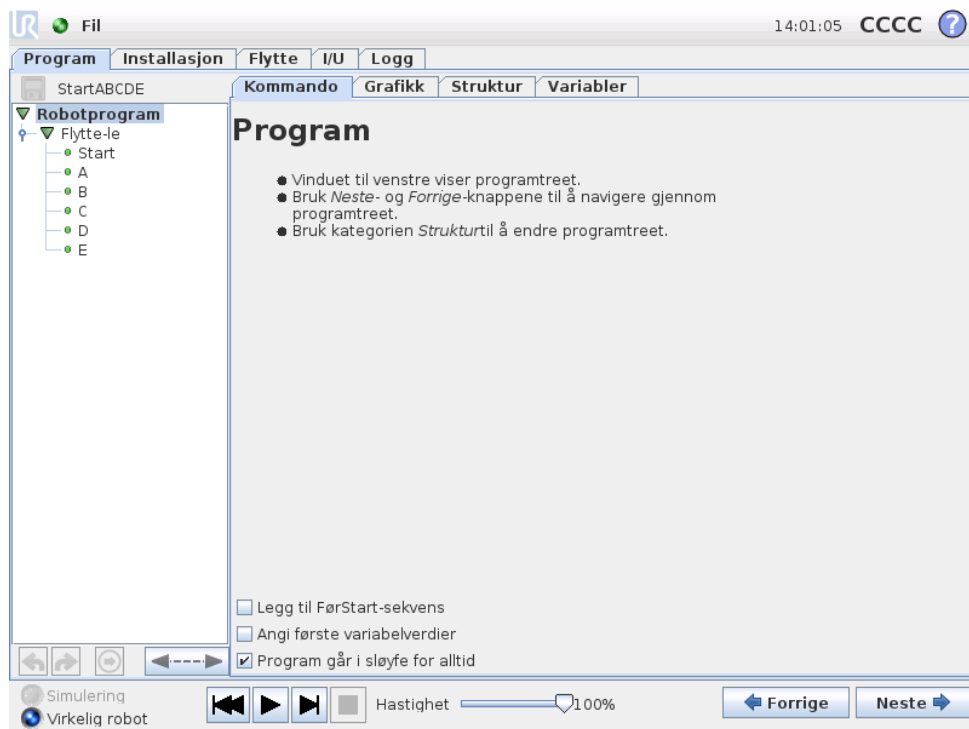 UR Fil 14:01:05 CCCC ?
Program Installasjon Flytte I/U Logg
StartABCDE Kommando Grafikk Struktur Variabler
Robotprogram
Flytte-le
Start
A
B
C
D
E
Program
Vinduet til venstre viser programtreet.
Bruk Neste- og Forrige-knappene til å navigere gjennom
programtreet.
Bruk kategorien Strukturtil å endre programtreet.
Legg til FørStart-sekvens
Angi første variabelverdier
Program går i sløyfe for alltid
Simulering
Virkelig robot
Hastighet 100% Forrige Neste